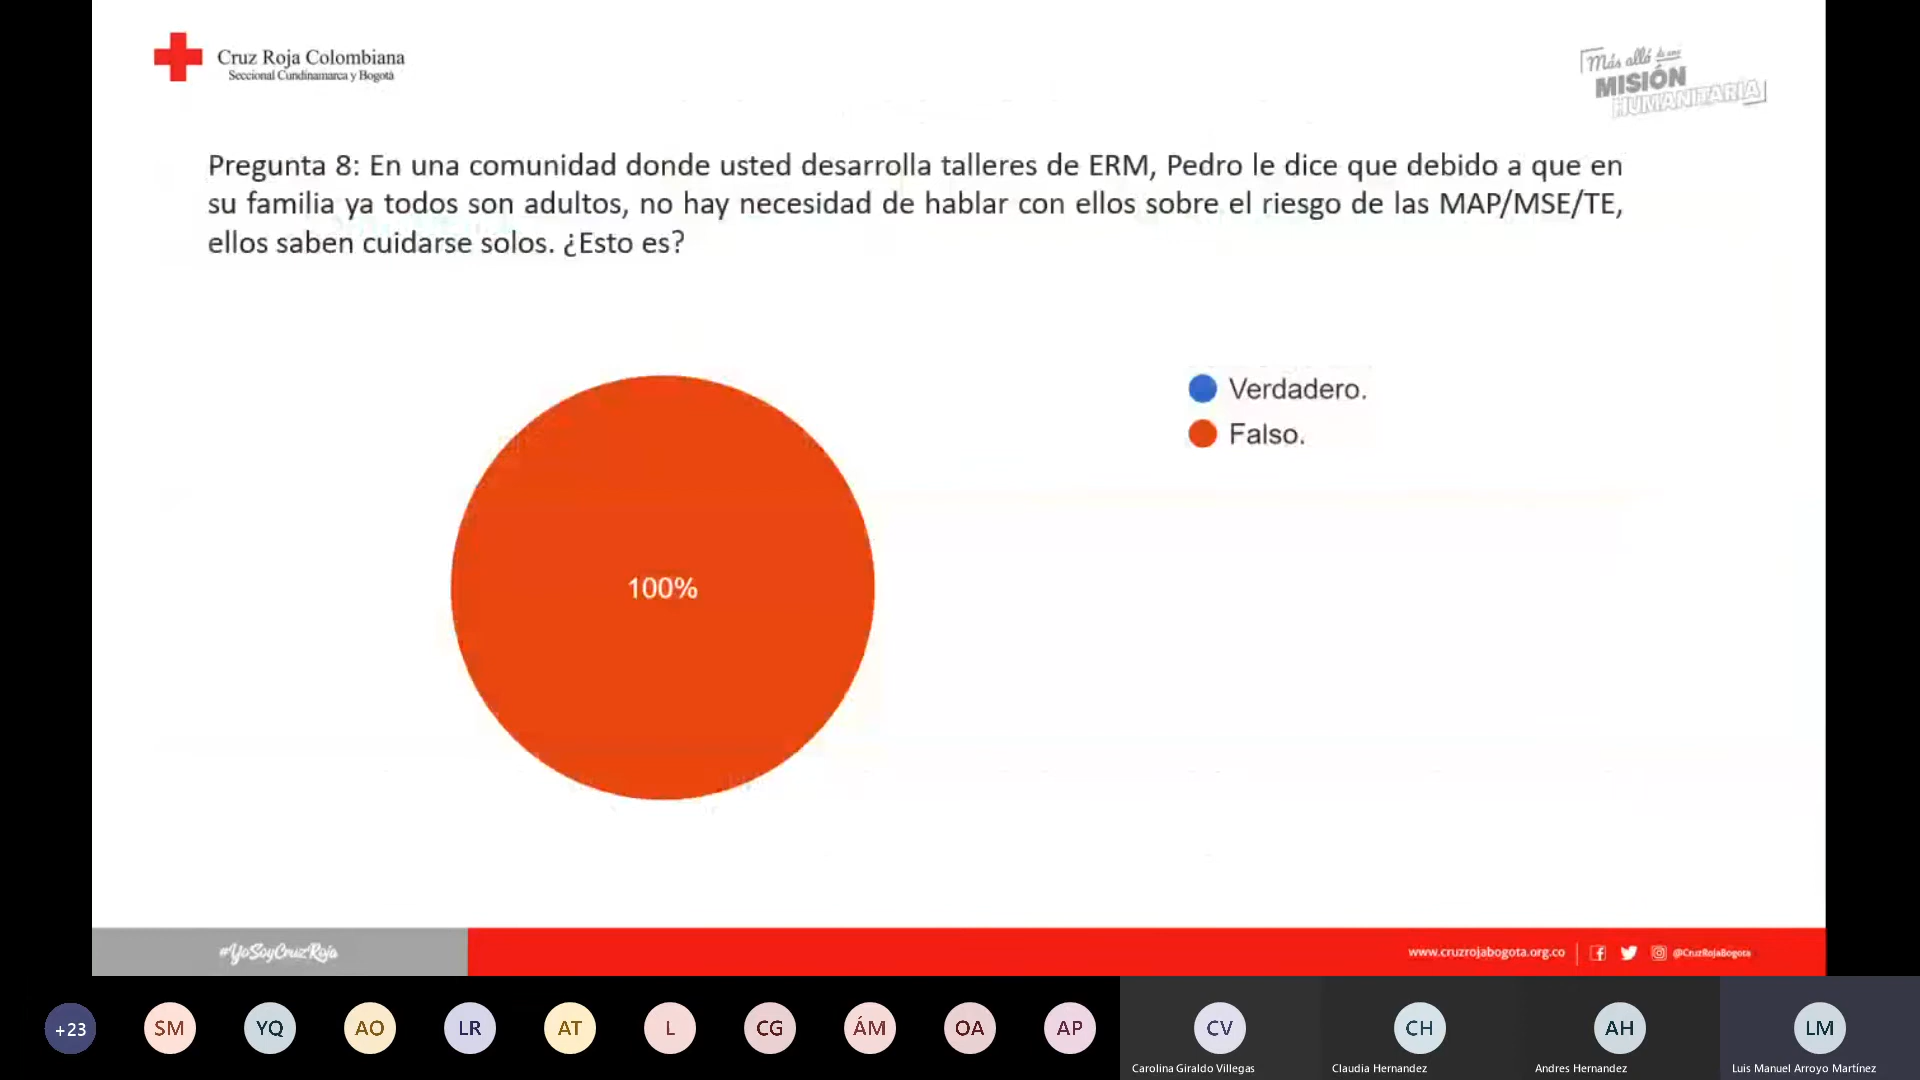 Cruz Roja Colombiana
Seccional Cundinamarca y Bogotá
Más allá de una
MISIÓN
HUMANITARIA
Pregunta 8: En una comunidad donde usted desarrolla talleres de ERM, Pedro le dice que debido a que en
su familia ya todos son adultos, no hay necesidad de hablar con ellos sobre el riesgo de las MAP/MSE/TE,
ellos saben cuidarse solos. ¿Esto es?
Verdadero.
Falso.
100%
#YoSoyCruzRoja
www.cruzrojabogota.org.co
@CruzRojaBogota
+23
SM
YQ
AO
LR
AT
L
CG
ÁM
OA
AP
CV
CH
AH
LM
Carolina Giraldo Villegas
Claudia Hernandez
Andres Hernandez
Luis Manuel Arroyo Martínez